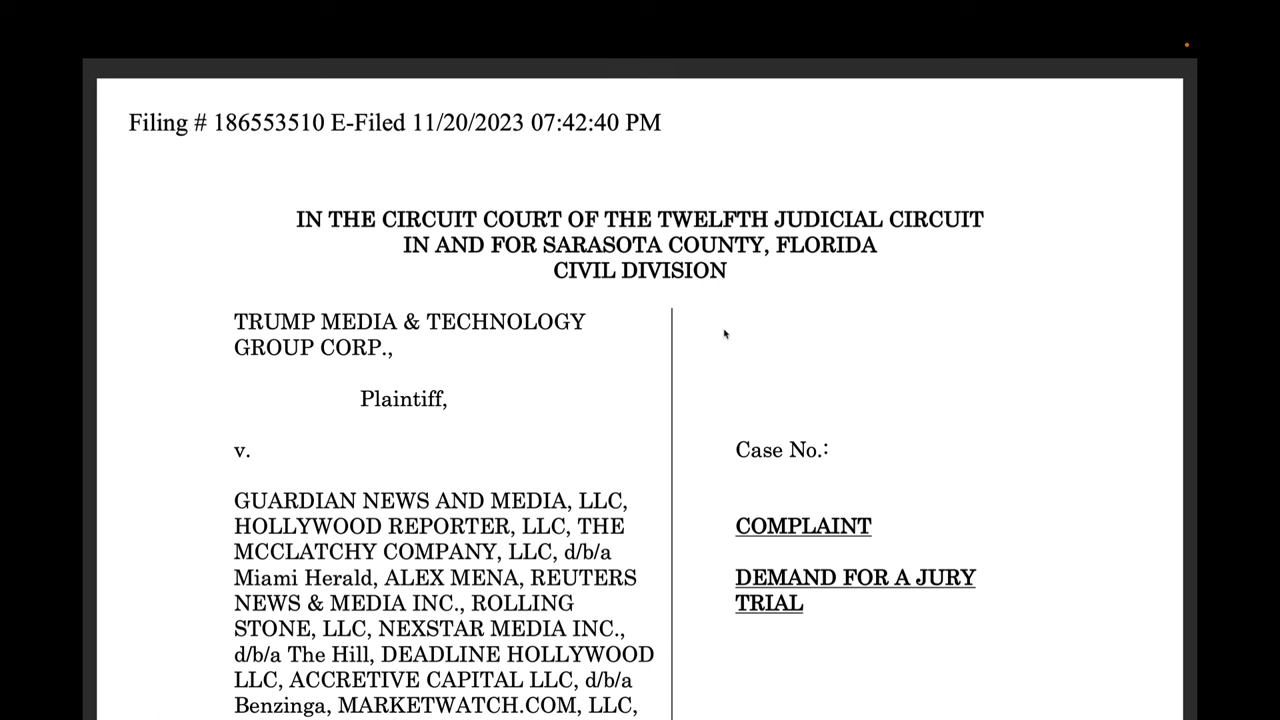 Filing # 186553510 E-Filed 11/20/2023 07:42:40 PM
IN THE CIRCUIT COURT OF THE TWELFTH JUDICIAL CIRCUIT
IN AND FOR SARASOTA COUNTY, FLORIDA
CIVIL DIVISION
TRUMP MEDIA & TECHNOLOGY
GROUP CORP.,
Plaintiff,
v.
GUARDIAN NEWS AND MEDIA, LLC,
HOLLYWOOD REPORTER, LLC, THE
MCCLATCHY COMPANY, LLC, d/b/a
Miami Herald, ALEX MENA, REUTERS
NEWS & MEDIA INC., ROLLING
STONE, LLC, NEXSTAR MEDIA INC.,
d/b/a The Hill, DEADLINE HOLLYWOOD
LLC, ACCRETIVE CAPITAL LLC, d/b/a
Benzinga, MARKETWATCH.COM, LLC,
Case No.:
COMPLAINT
DEMAND FOR A JURY
TRIAL